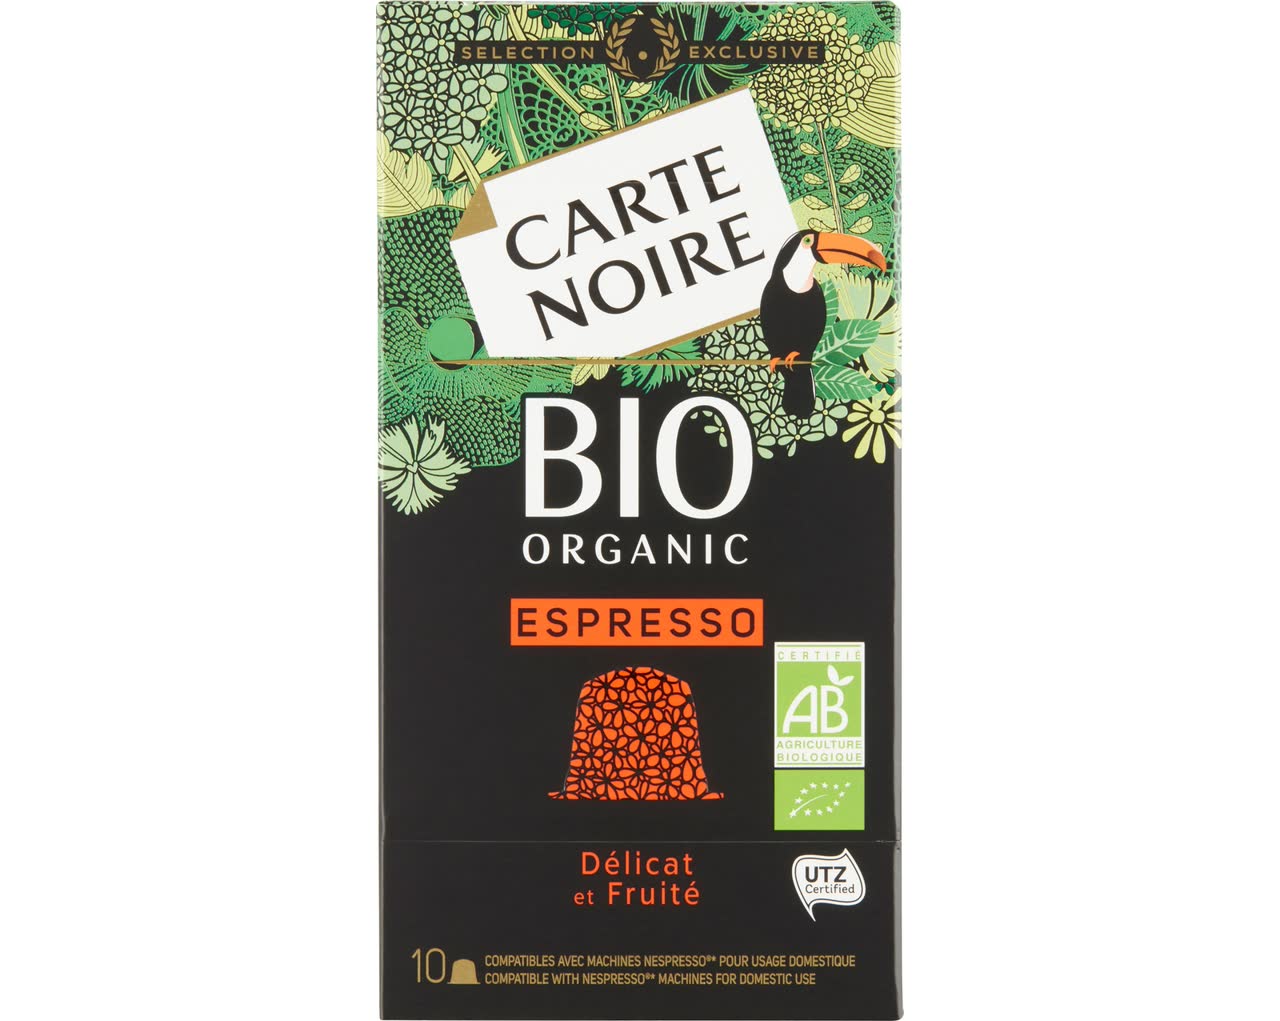 SELECTION EXCLUSIVE
CARTE
NOIRE
BIO
ORGANIC
ESPRESSO
CERTIFIÉ
AB
AGRICULTURE
BIOLOGIQUE
Délicat
et Fruité
UTZ
Certified
10
COMPATIBLES AVEC MACHINES NESPRESSO®* POUR USAGE DOMESTIQUE
COMPATIBLE WITH NESPRESSO®* MACHINES FOR DOMESTIC USE